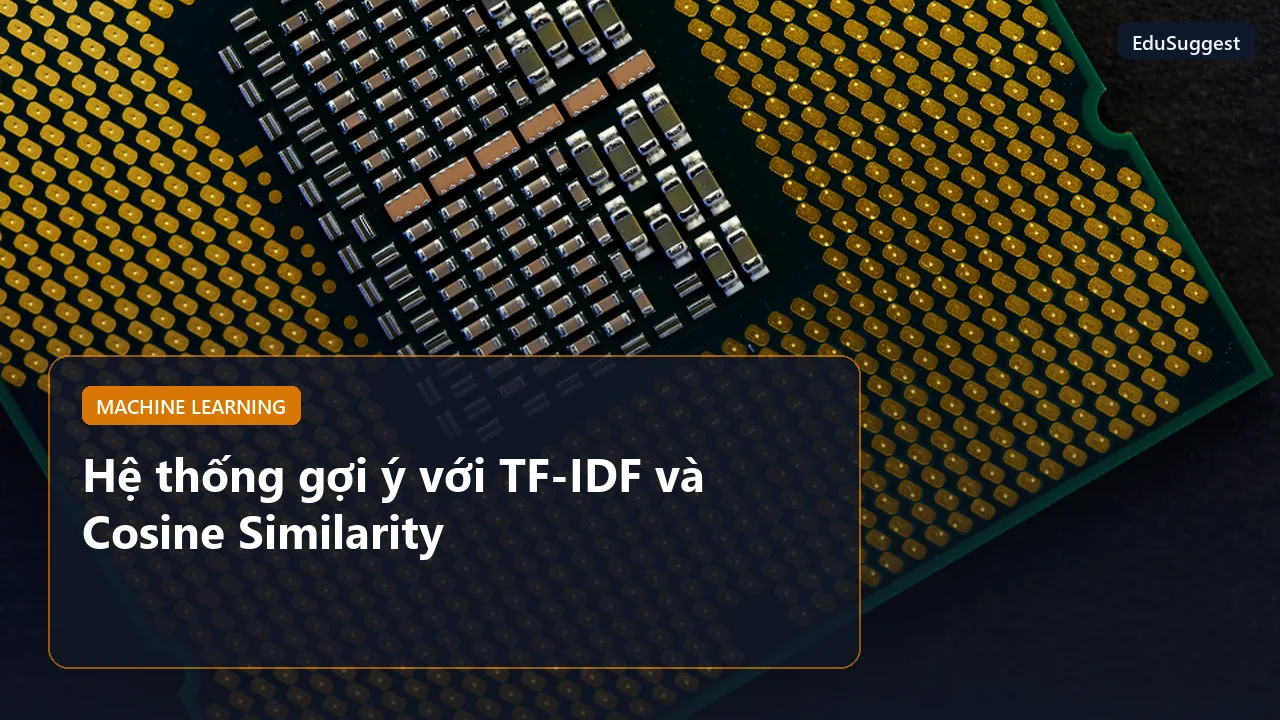 EduSuggest
MACHINE LEARNING
Hệ thống gợi ý với TF-IDF và
Cosine Similarity